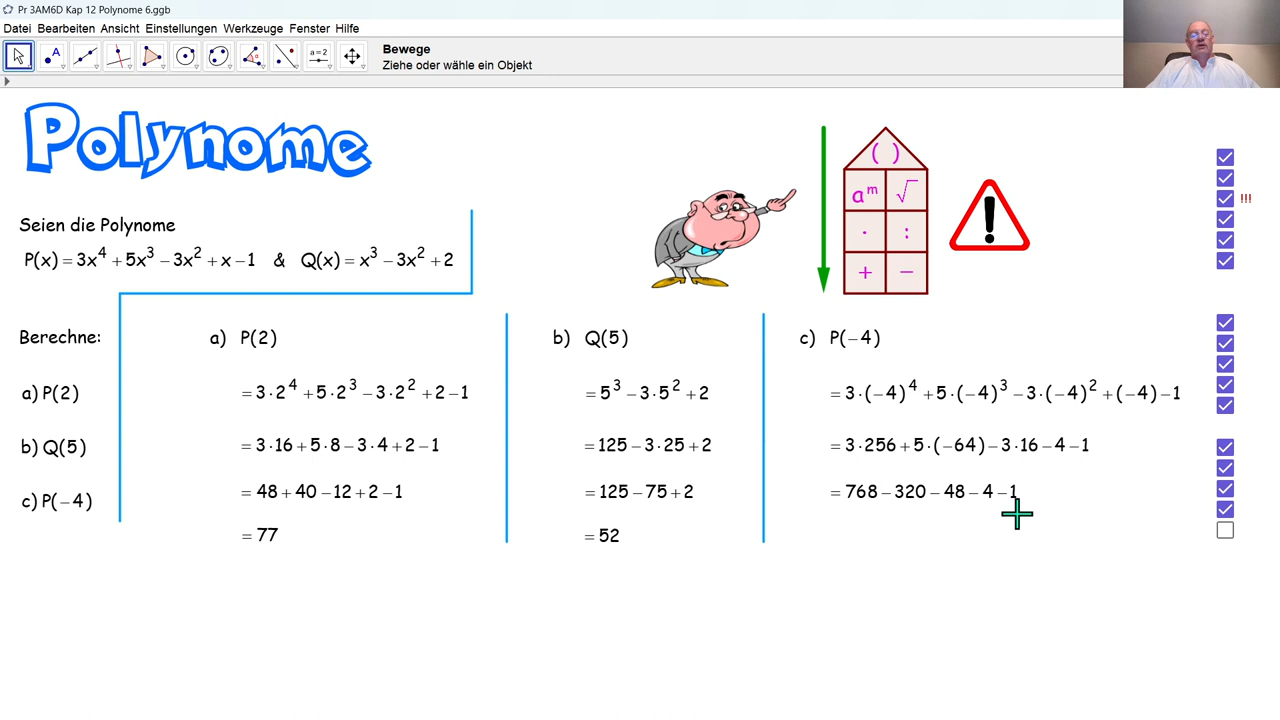 Pr 3AM6D Kap 12 Polynome 6.ggb
Datei Bearbeiten Ansicht Einstellungen Werkzeuge Fenster Hilfe
A
a=2
Bewege
Ziehe oder wähle ein Objekt
Polynome
( )
aᵐ √
· :
+ −
!!!
Seien die Polynome
P(x) = 3x⁴ + 5x³ − 3x² + x − 1 & Q(x) = x³ − 3x² + 2
Berechne:
a) P(2)
b) Q(5)
c) P(−4)
a) P(2)
= 3·2⁴ + 5·2³ − 3·2² + 2 − 1
= 3·16 + 5·8 − 3·4 + 2 − 1
= 48 + 40 − 12 + 2 − 1
= 77
b) Q(5)
= 5³ − 3·5² + 2
= 125 − 3·25 + 2
= 125 − 75 + 2
= 52
c) P(−4)
= 3·(−4)⁴ + 5·(−4)³ − 3·(−4)² + (−4) − 1
= 3·256 + 5·(−64) − 3·16 − 4 − 1
= 768 − 320 − 48 − 4 − 1